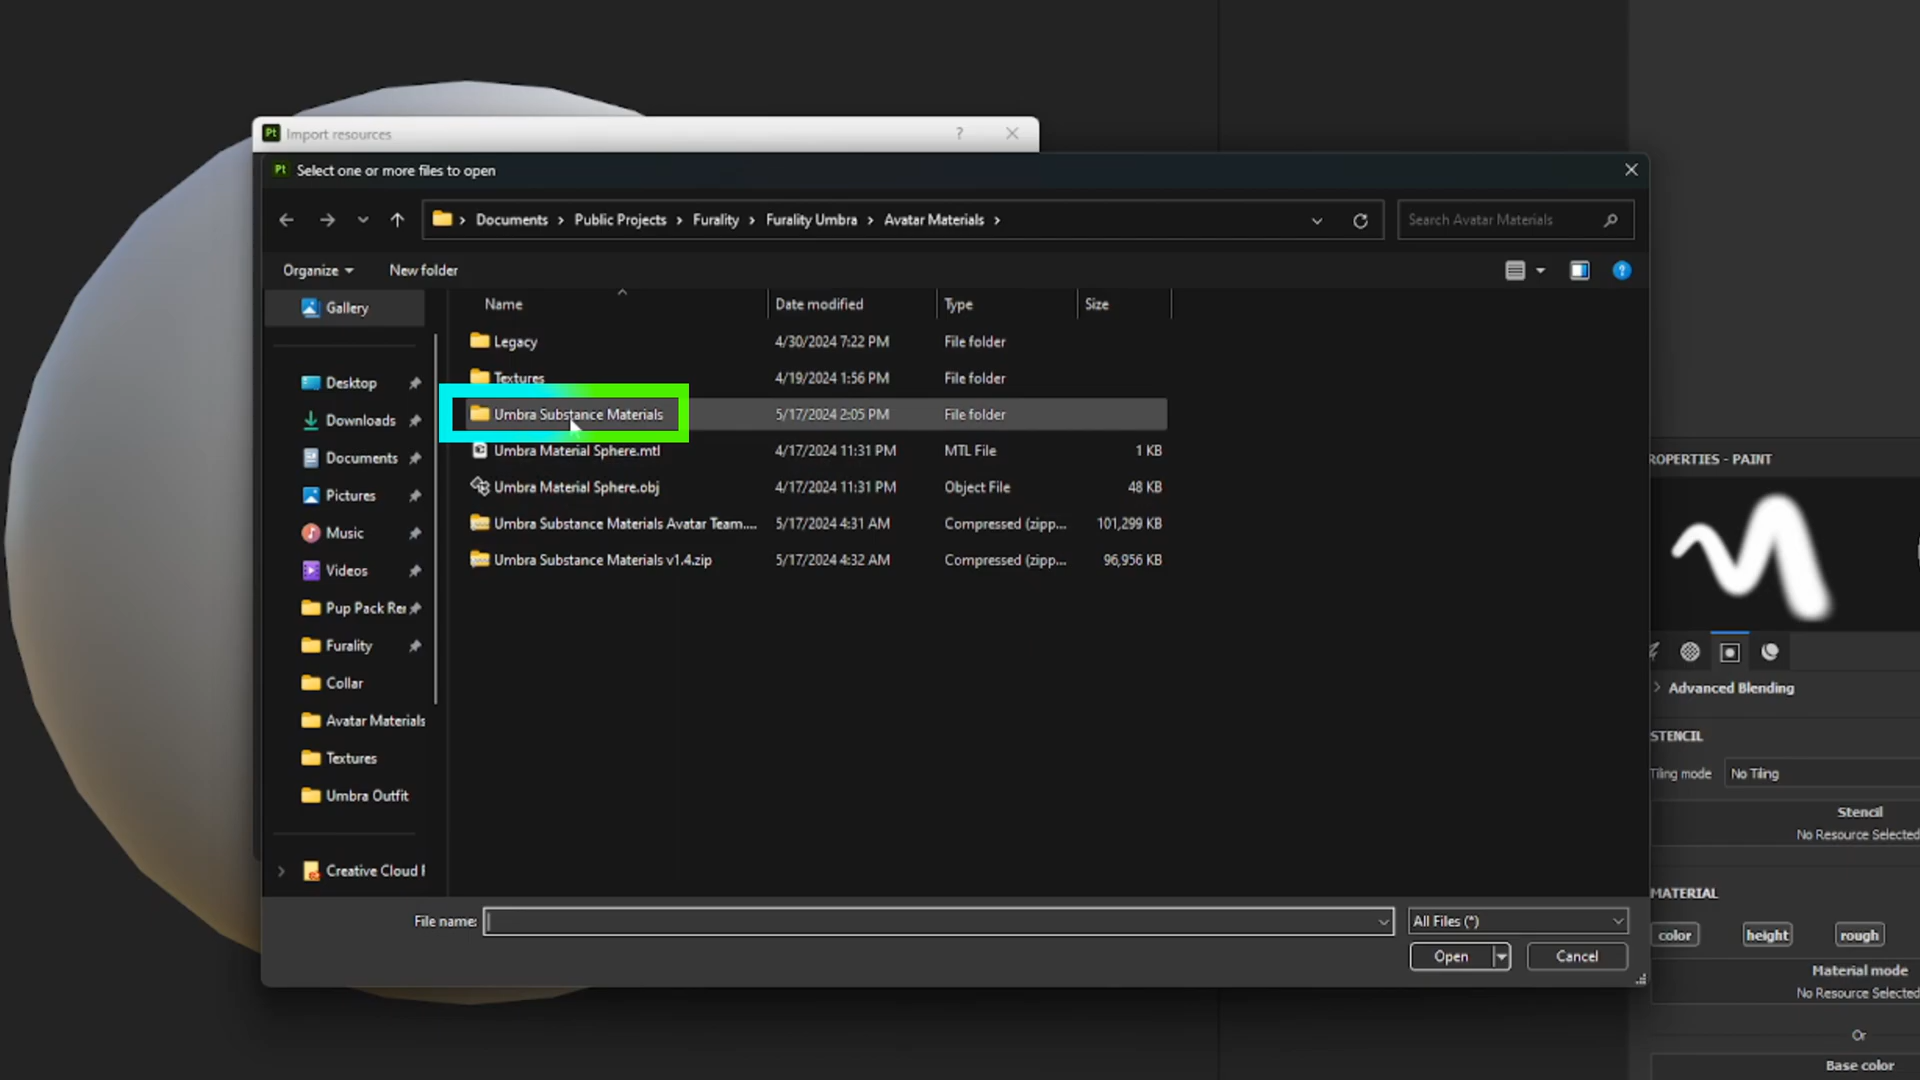 Pt Import resources ?
Pt Select one or more files to open
Documents > Public Projects > Furality > Furality Umbra > Avatar Materials >
Search Avatar Materials
Organize
New folder
Name
Date modified
Type
Size
Gallery
Desktop
Downloads
Documents
Pictures
Music
Videos
Pup Pack Re
Furality
Collar
Avatar Materials
Textures
Umbra Outfit
Creative Cloud F
Legacy 4/30/2024 7:22 PM File folder
Textures 4/19/2024 1:56 PM File folder
Umbra Substance Materials 5/17/2024 2:05 PM File folder
Umbra Material Sphere.mtl 4/17/2024 11:31 PM MTL File 1 KB
Umbra Material Sphere.obj 4/17/2024 11:31 PM Object File 48 KB
Umbra Substance Materials Avatar Team.... 5/17/2024 4:31 AM Compressed (zipp... 101,299 KB
Umbra Substance Materials v1.4.zip 5/17/2024 4:32 AM Compressed (zipp... 96,956 KB
File name:
All Files (*)
Open
Cancel
ROPERTIES - PAINT
Advanced Blending
STENCIL
Tiling mode No Tiling
Stencil
No Resource Selected
MATERIAL
color height rough
Material mode
No Resource Selected
Or
Base color